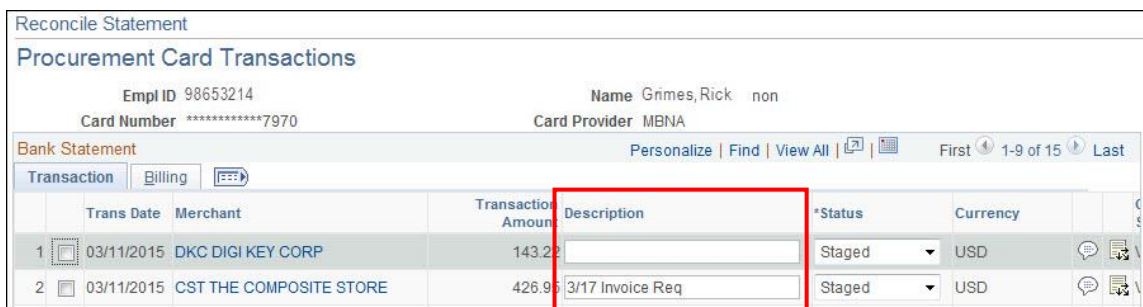 Reconcile Statement
Procurement Card Transactions
Empl ID 98653214 Name Grimes,Rick non
Card Number ************7970 Card Provider MBNA
Bank Statement Personalize | Find | View All | | First 1-9 of 15 Last
Transaction Billing
Trans Date Merchant Transaction Amount Description *Status Currency
1 03/11/2015 DKC DIGI KEY CORP 143.22 Staged USD
2 03/11/2015 CST THE COMPOSITE STORE 426.95 3/17 Invoice Req Staged USD